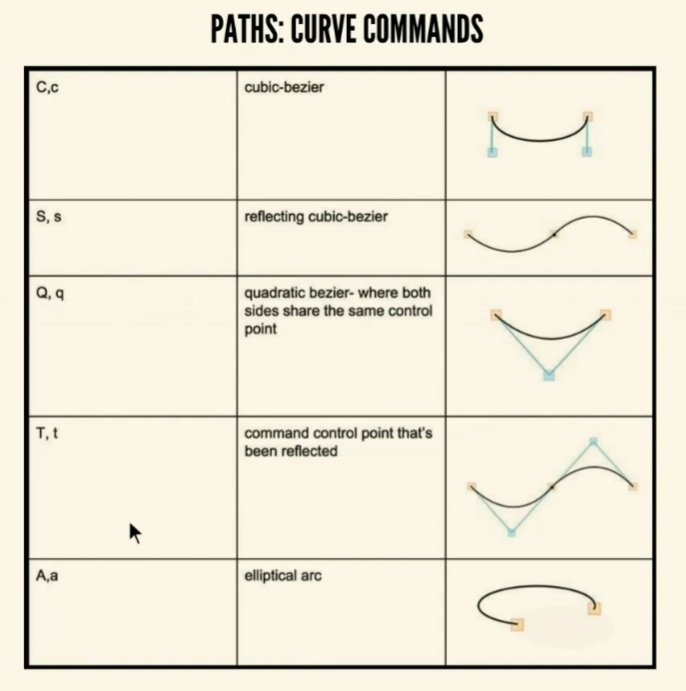 PATHS: CURVE COMMANDS
C,c
cubic-bezier
S, s
reflecting cubic-bezier
Q, q
quadratic bezier- where both
sides share the same control
point
T, t
command control point that's
been reflected
A,a
elliptical arc